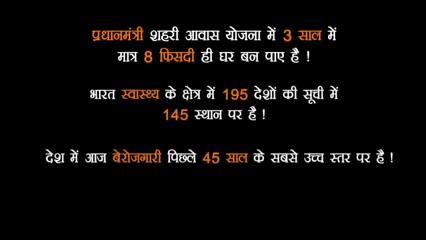 प्रधानमंत्री शहरी आवास योजना में 3 साल में
मात्र 8 फिसदी ही घर बन पाए है !
भारत स्वास्थ्य के क्षेत्र में 195 देशों की सूची में
145 स्थान पर है !
देश में आज बेरोजगारी पिछले 45 साल के सबसे उच्च स्तर पर है !